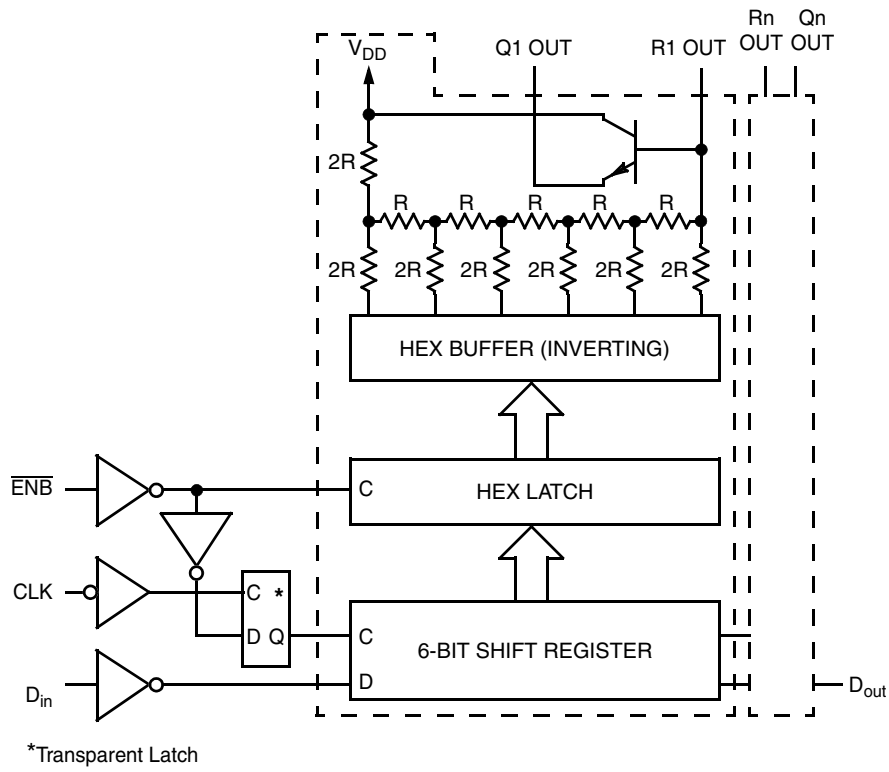 Rn OUT
Qn OUT
V_DD
Q1 OUT
R1 OUT
2R
R
R
R
R
R
2R
2R
2R
2R
2R
2R
HEX BUFFER (INVERTING)
E̅N̅B̅
C
HEX LATCH
CLK
C *
D Q
C
6-BIT SHIFT REGISTER
D_in
D
D_out
*Transparent Latch